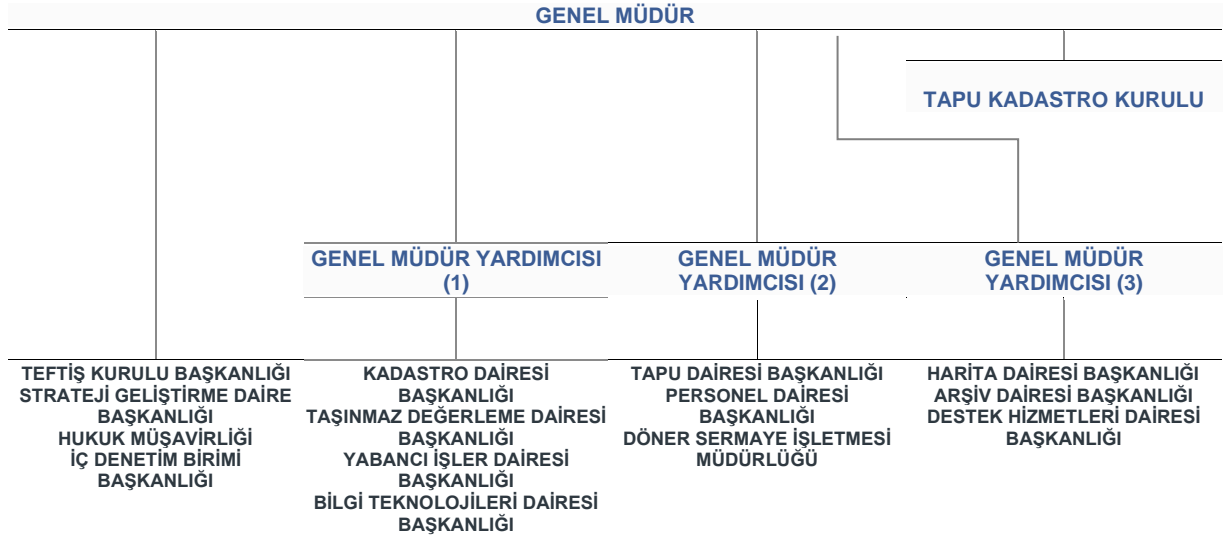 GENEL MÜDÜR
TAPU KADASTRO KURULU
GENEL MÜDÜR YARDIMCISI
(1)
GENEL MÜDÜR
YARDIMCISI (2)
GENEL MÜDÜR
YARDIMCISI (3)
TEFTİŞ KURULU BAŞKANLIĞI
STRATEJİ GELİŞTİRME DAİRE
BAŞKANLIĞI
HUKUK MÜŞAVİRLİĞİ
İÇ DENETİM BİRİMİ
BAŞKANLIĞI
KADASTRO DAİRESİ
BAŞKANLIĞI
TAŞINMAZ DEĞERLEME DAİRESİ
BAŞKANLIĞI
YABANCI İŞLER DAİRESİ
BAŞKANLIĞI
BİLGİ TEKNOLOJİLERİ DAİRESİ
BAŞKANLIĞI
TAPU DAİRESİ BAŞKANLIĞI
PERSONEL DAİRESİ
BAŞKANLIĞI
DÖNER SERMAYE İŞLETMESİ
MÜDÜRLÜĞÜ
HARİTA DAİRESİ BAŞKANLIĞI
ARŞİV DAİRESİ BAŞKANLIĞI
DESTEK HİZMETLERİ DAİRESİ
BAŞKANLIĞI